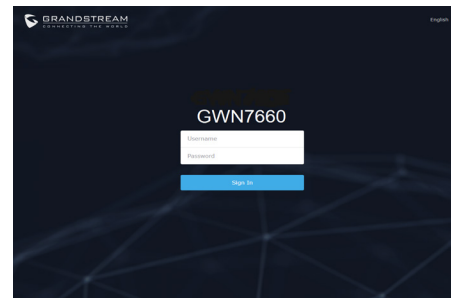 GRANDSTREAM
CONNECTING THE WORLD
English
GWN7660
Username
Password
Sign In